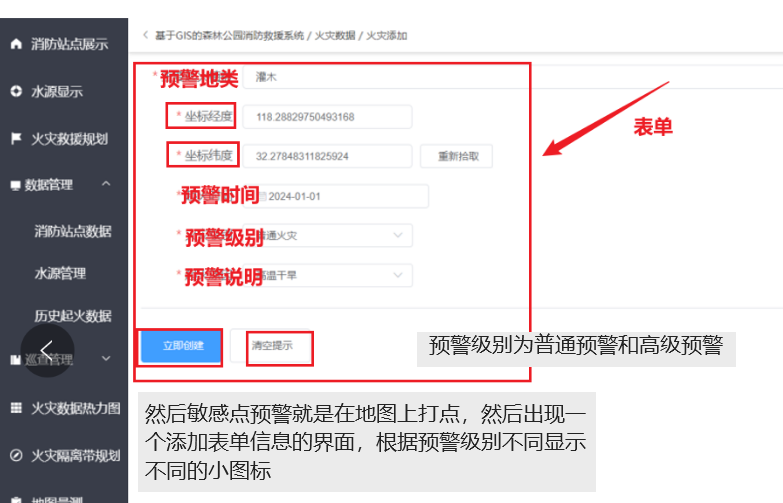 消防站点展示
水源显示
火灾救援规划
数据管理
消防站点数据
水源管理
历史起火数据
巡查管理
火灾数据热力图
火灾隔离带规划
地图量测
基于GIS的森林公园消防救援系统 / 火灾数据 / 火灾添加
* 预警地类 灌木
* 坐标经度 118.28829750493168
* 坐标纬度 32.27848311825924 重新拾取
* 预警时间 2024-01-01
* 预警级别 普通火灾
* 预警说明 高温干旱
立即创建 清空提示
表单
预警级别为普通预警和高级预警
然后敏感点预警就是在地图上打点，然后出现一
个添加表单信息的界面，根据预警级别不同显示
不同的小图标